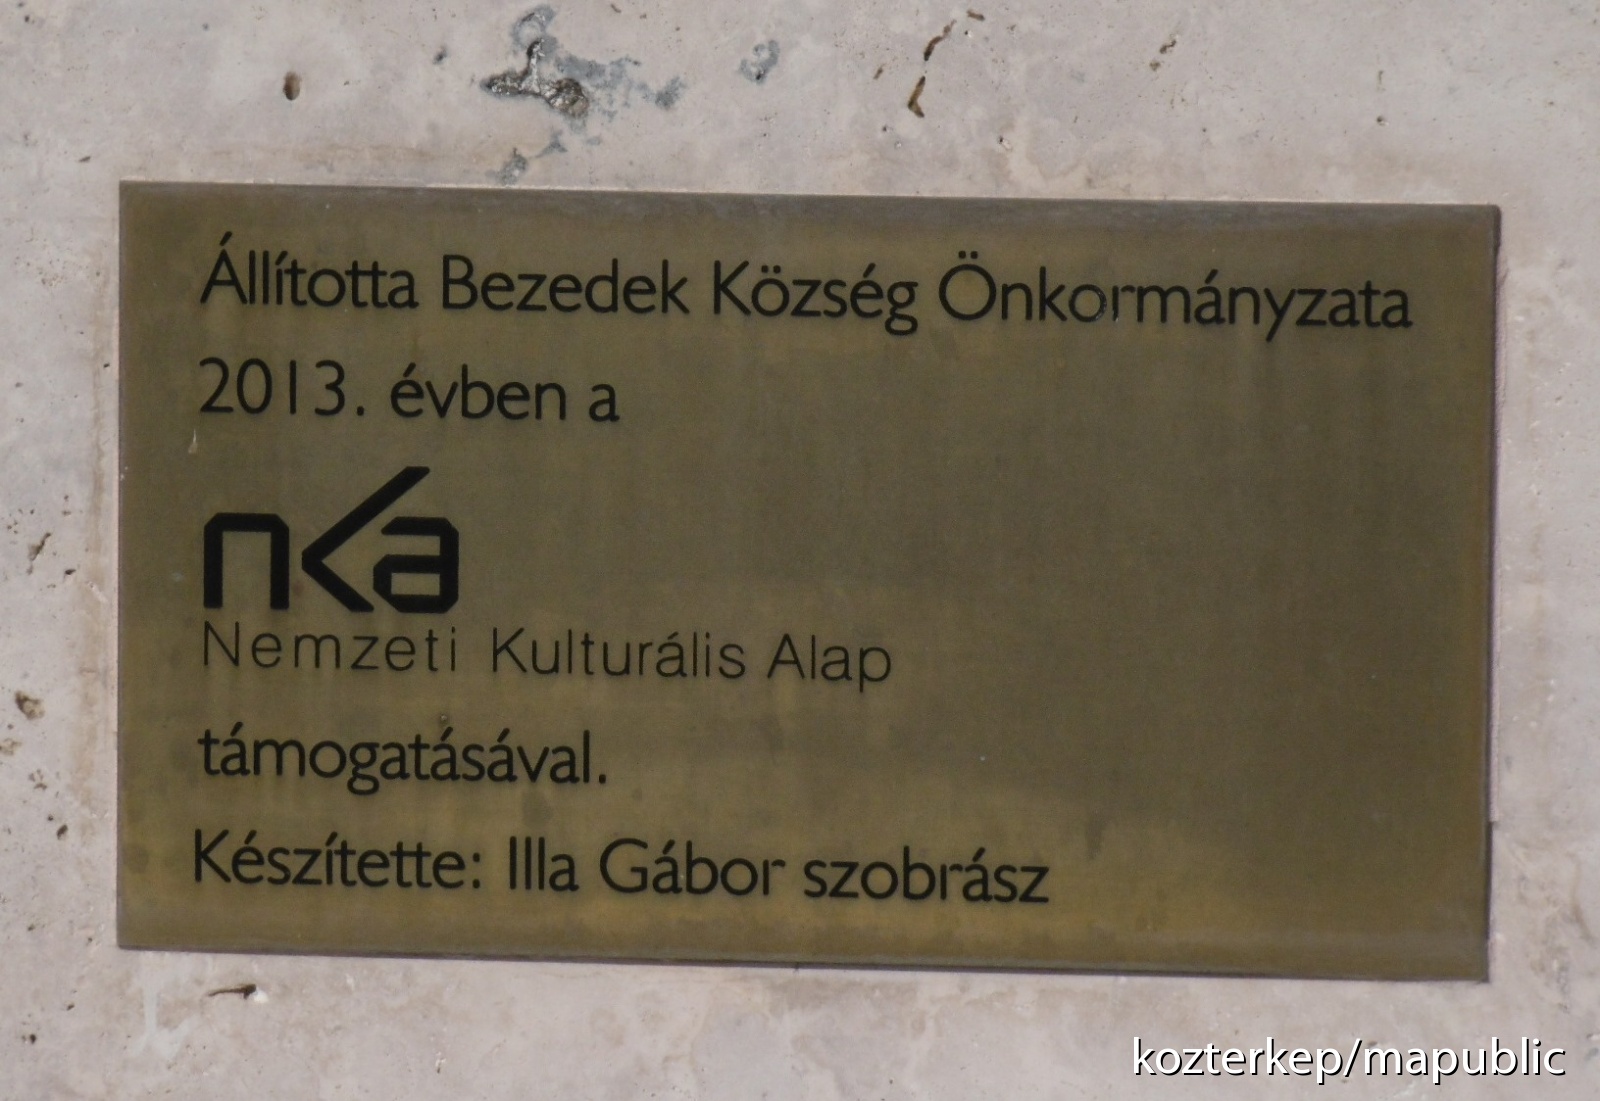 Állította Bezedek Község Önkormányzata
2013. évben a
nka
Nemzeti Kulturális Alap
támogatásával.
Készítette: Illa Gábor szobrász
kozterkep/mapublic